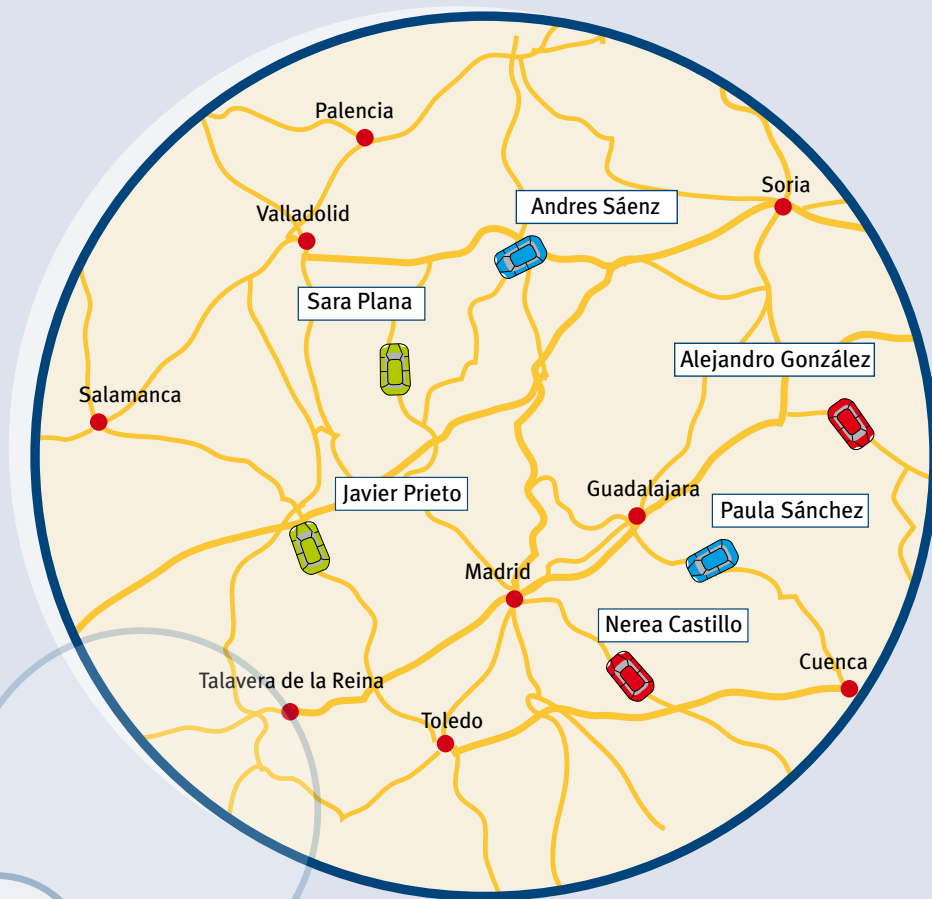 Palencia
Soria
Andres Sáenz
Valladolid
Sara Plana
Alejandro González
Salamanca
Guadalajara
Javier Prieto
Paula Sánchez
Madrid
Nerea Castillo
Cuenca
Talavera de la Reina
Toledo